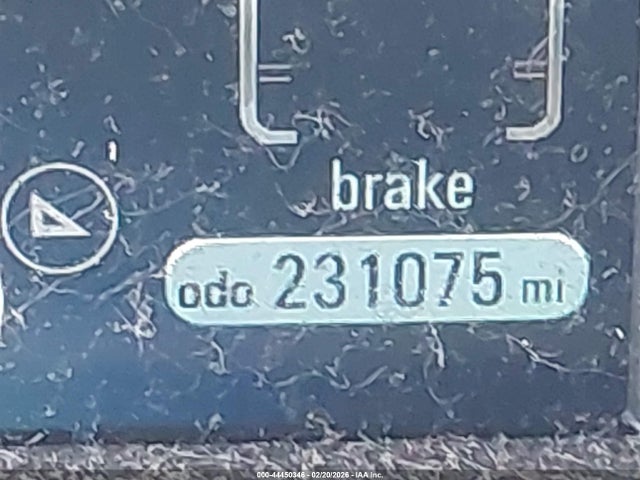 brake
odo 231075 mi
000-44450346 - 02/20/2026 - IAA Inc.